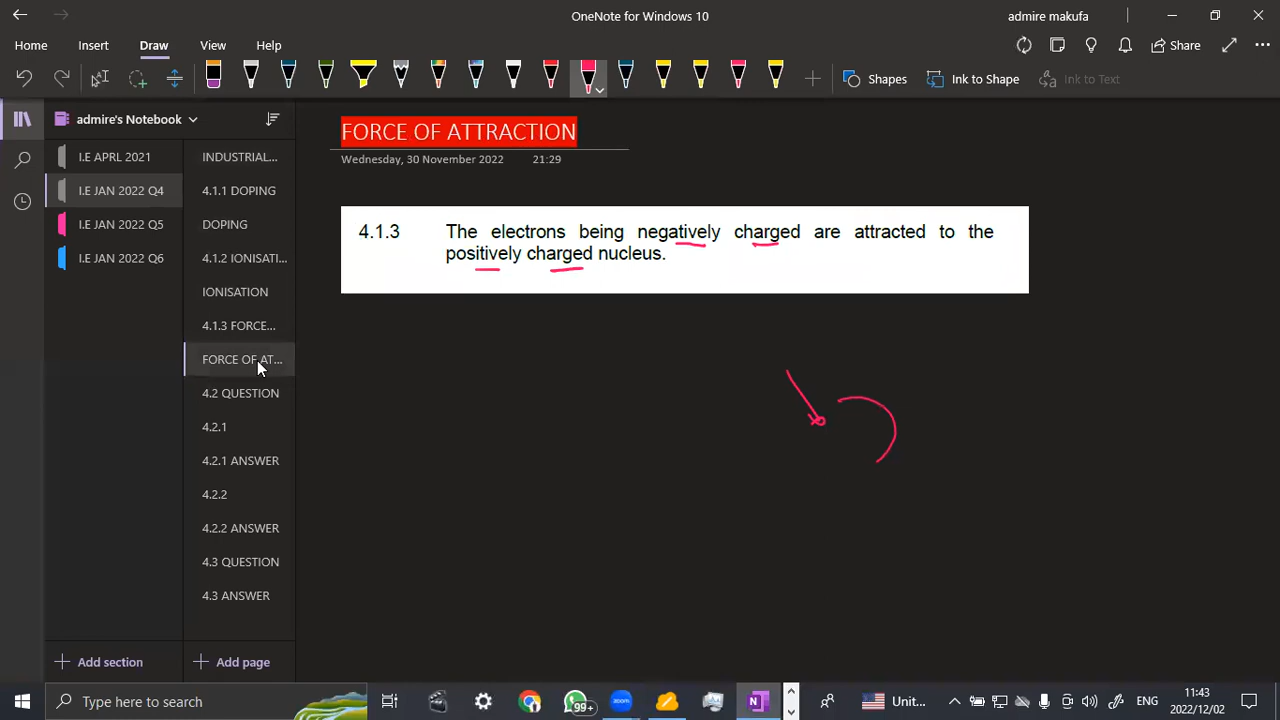 OneNote for Windows 10
admire makufa
Home
Insert
Draw
View
Help
Share
Shapes
Ink to Shape
Ink to Text
admire's Notebook
I.E APRL 2021
I.E JAN 2022 Q4
I.E JAN 2022 Q5
I.E JAN 2022 Q6
Add section
INDUSTRIAL...
4.1.1 DOPING
DOPING
4.1.2 IONISATI...
IONISATION
4.1.3 FORCE...
FORCE OF AT...
4.2 QUESTION
4.2.1
4.2.1 ANSWER
4.2.2
4.2.2 ANSWER
4.3 QUESTION
4.3 ANSWER
Add page
FORCE OF ATTRACTION
Wednesday, 30 November 2022 21:29
4.1.3 The electrons being negatively charged are attracted to the
positively charged nucleus.
Type here to search
99+
zoom
Unit...
ENG
11:43
2022/12/02